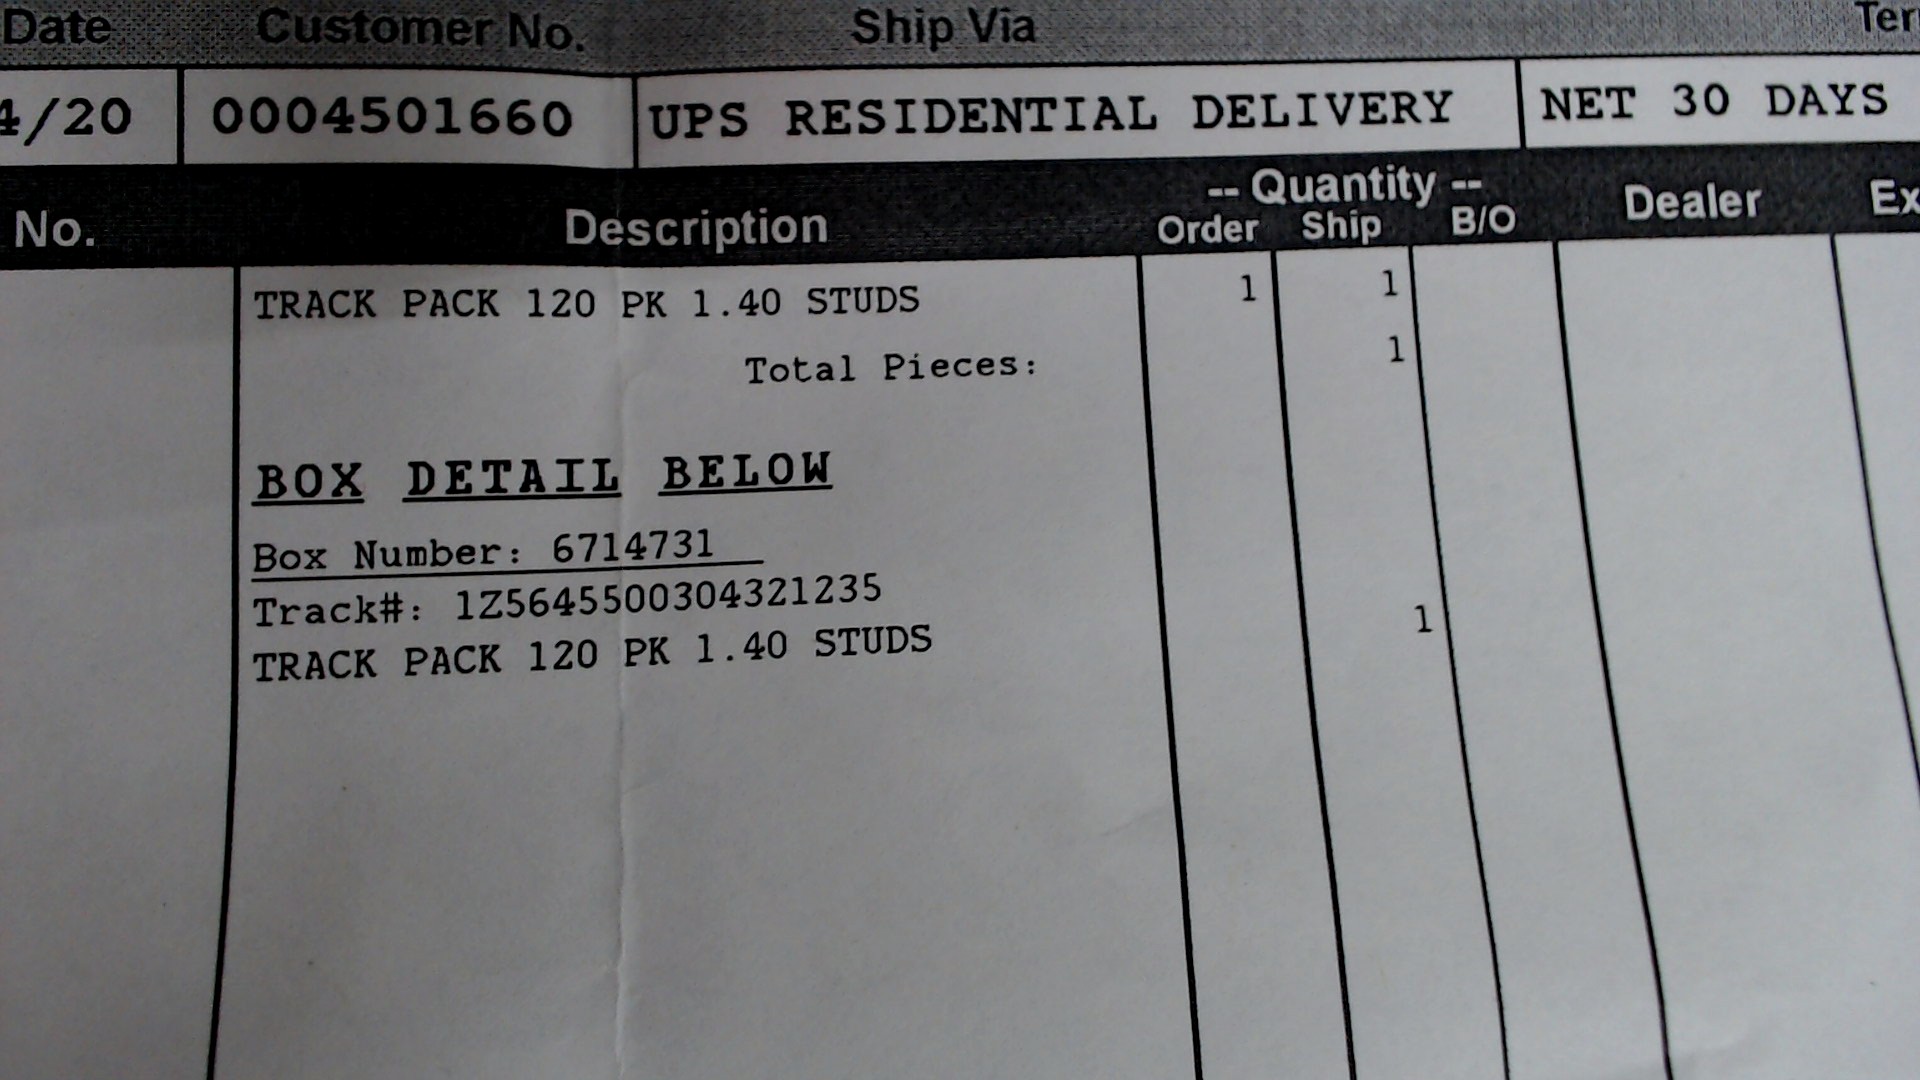 Date Customer No. Ship Via
4/20 0004501660 UPS RESIDENTIAL DELIVERY NET 30 DAYS
-- Quantity --
No. Description Order Ship B/O Dealer
TRACK PACK 120 PK 1.40 STUDS 1 1
Total Pieces: 1
BOX DETAIL BELOW
Box Number: 6714731
Track#: 1Z5645500304321235
TRACK PACK 120 PK 1.40 STUDS 1